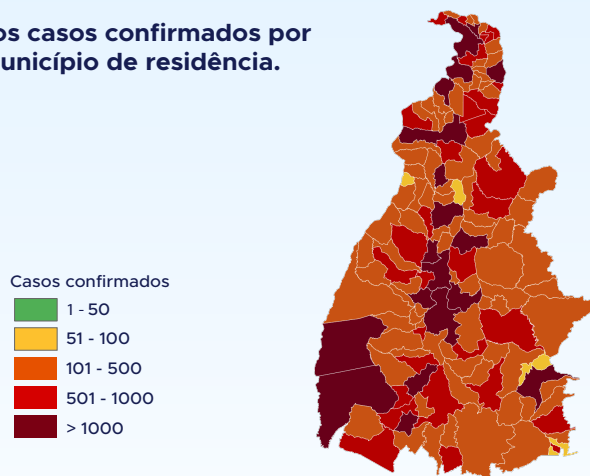 os casos confirmados por
unicípio de residência.
Casos confirmados
1 - 50
51 - 100
101 - 500
501 - 1000
> 1000